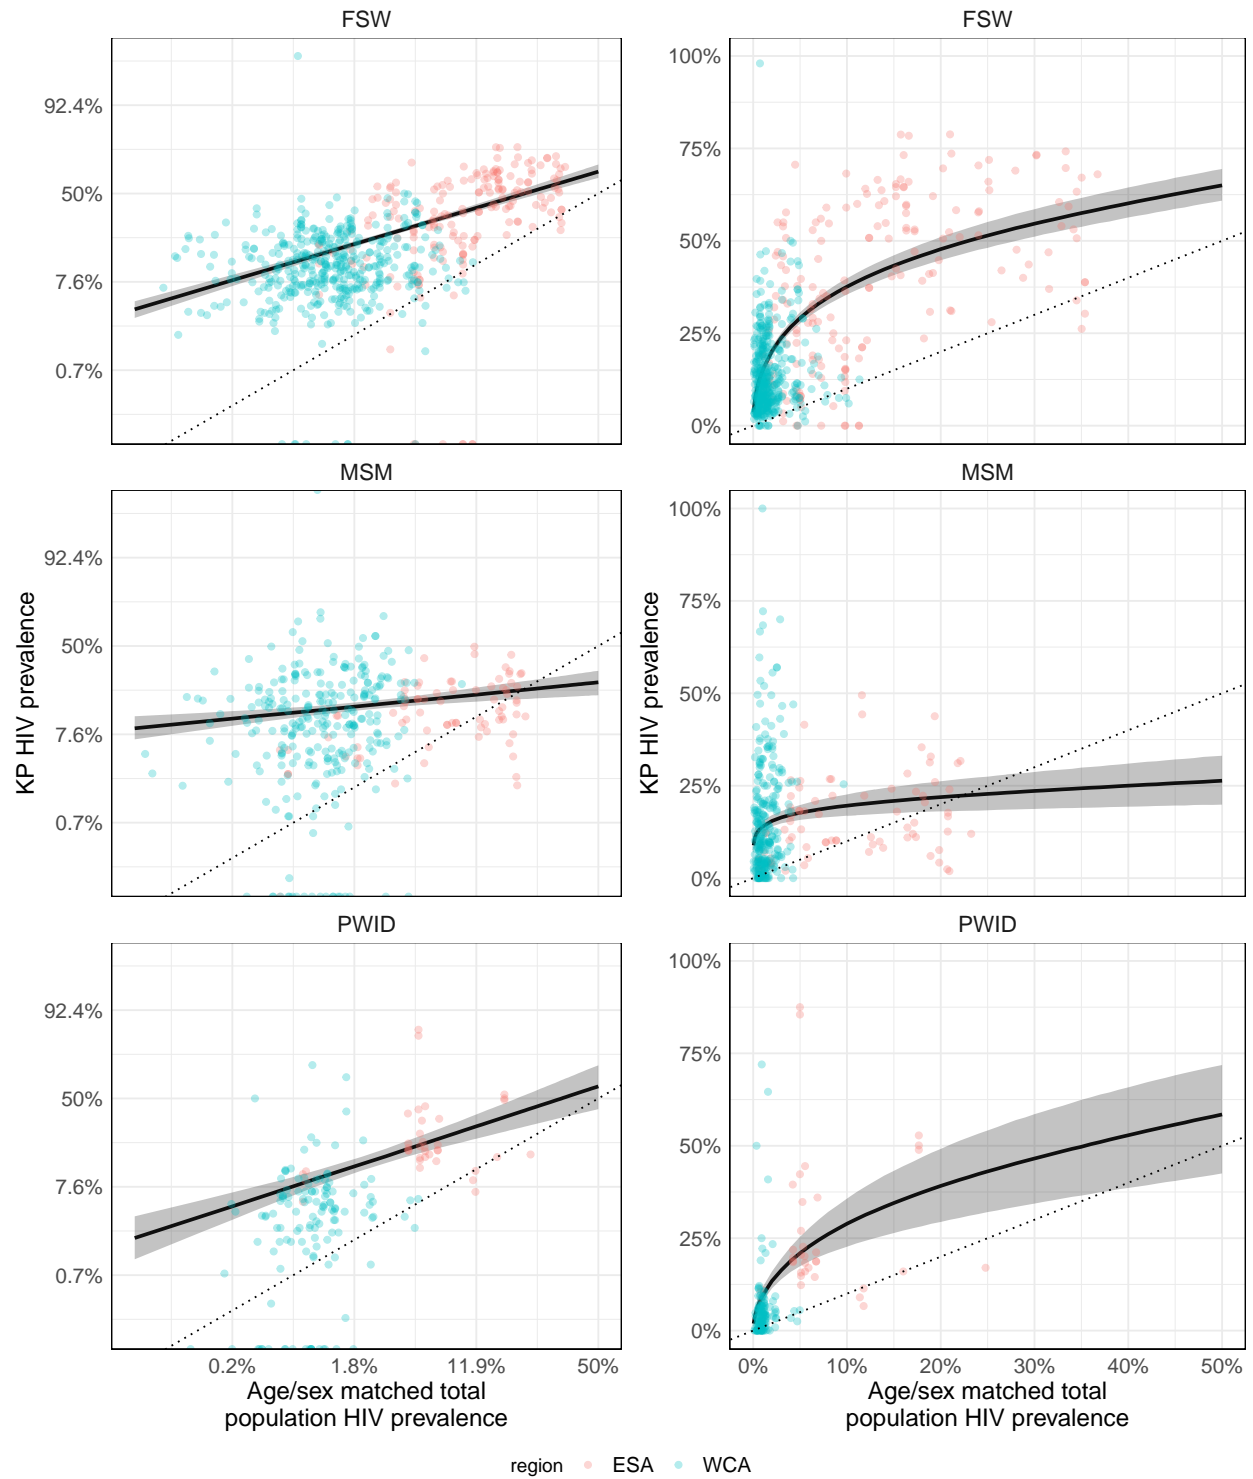 FSW
FSW
92.4%
50%
7.6%
0.7%
100%
75%
50%
25%
0%
MSM
MSM
KP HIV prevalence
92.4%
50%
7.6%
0.7%
KP HIV prevalence
100%
75%
50%
25%
0%
PWID
PWID
92.4%
50%
7.6%
0.7%
100%
75%
50%
25%
0%
0.2% 1.8% 11.9% 50%
0% 10% 20% 30% 40% 50%
Age/sex matched total
population HIV prevalence
Age/sex matched total
population HIV prevalence
region ESA WCA